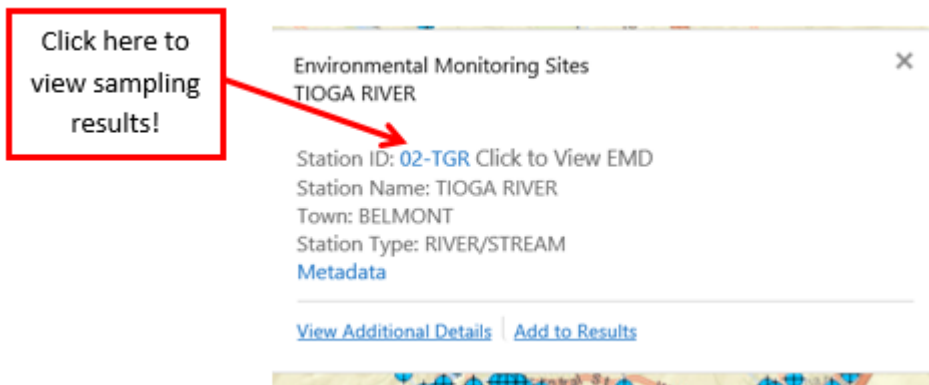 Click here to
view sampling
results!
Environmental Monitoring Sites
TIOGA RIVER
Station ID: 02-TGR Click to View EMD
Station Name: TIOGA RIVER
Town: BELMONT
Station Type: RIVER/STREAM
Metadata
View Additional Details Add to Results